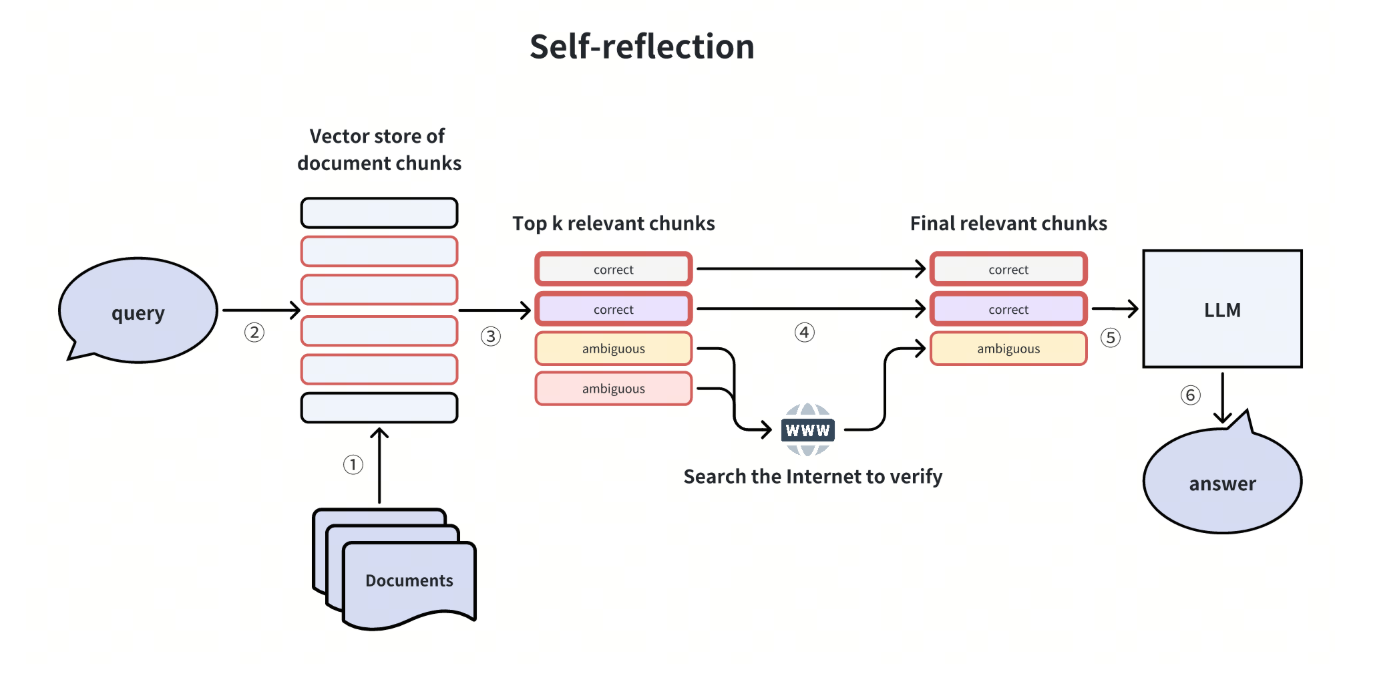 Self-reflection
Vector store of
document chunks
Top k relevant chunks
Final relevant chunks
query
②
③
correct
correct
ambiguous
ambiguous
④
correct
correct
ambiguous
⑤
LLM
WWW
Search the Internet to verify
⑥
answer
①
Documents